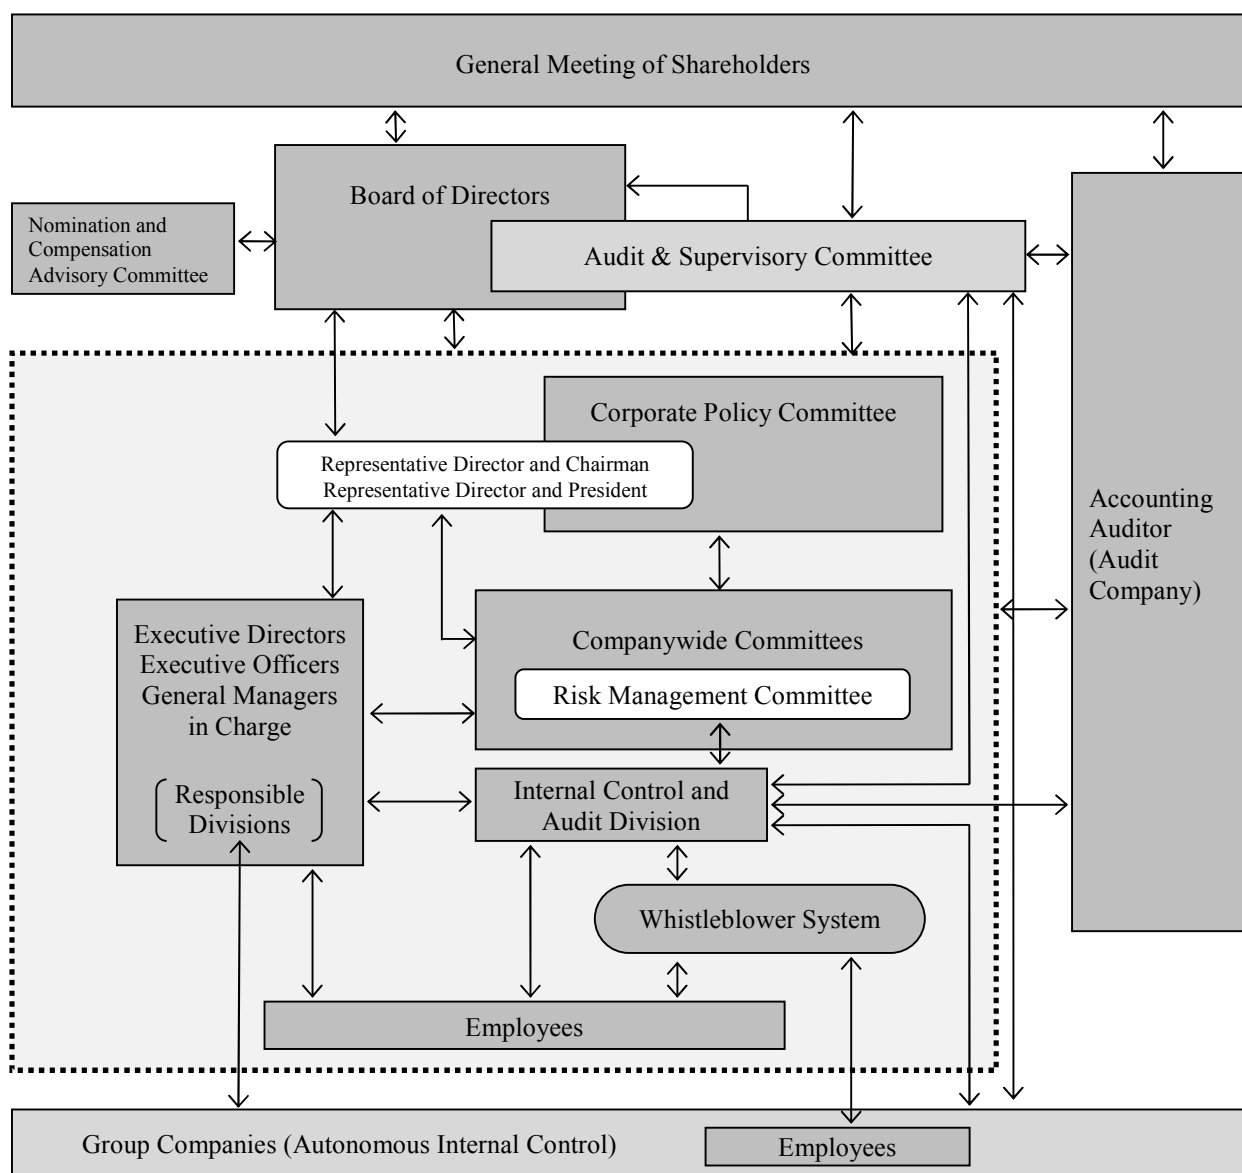 General Meeting of Shareholders
Board of Directors
Nomination and
Compensation
Advisory Committee
Audit & Supervisory Committee
Corporate Policy Committee
Representative Director and Chairman
Representative Director and President
Accounting
Auditor
(Audit
Company)
Executive Directors
Executive Officers
General Managers
in Charge
Responsible
Divisions
Companywide Committees
Risk Management Committee
Internal Control and
Audit Division
Whistleblower System
Employees
Group Companies (Autonomous Internal Control)
Employees